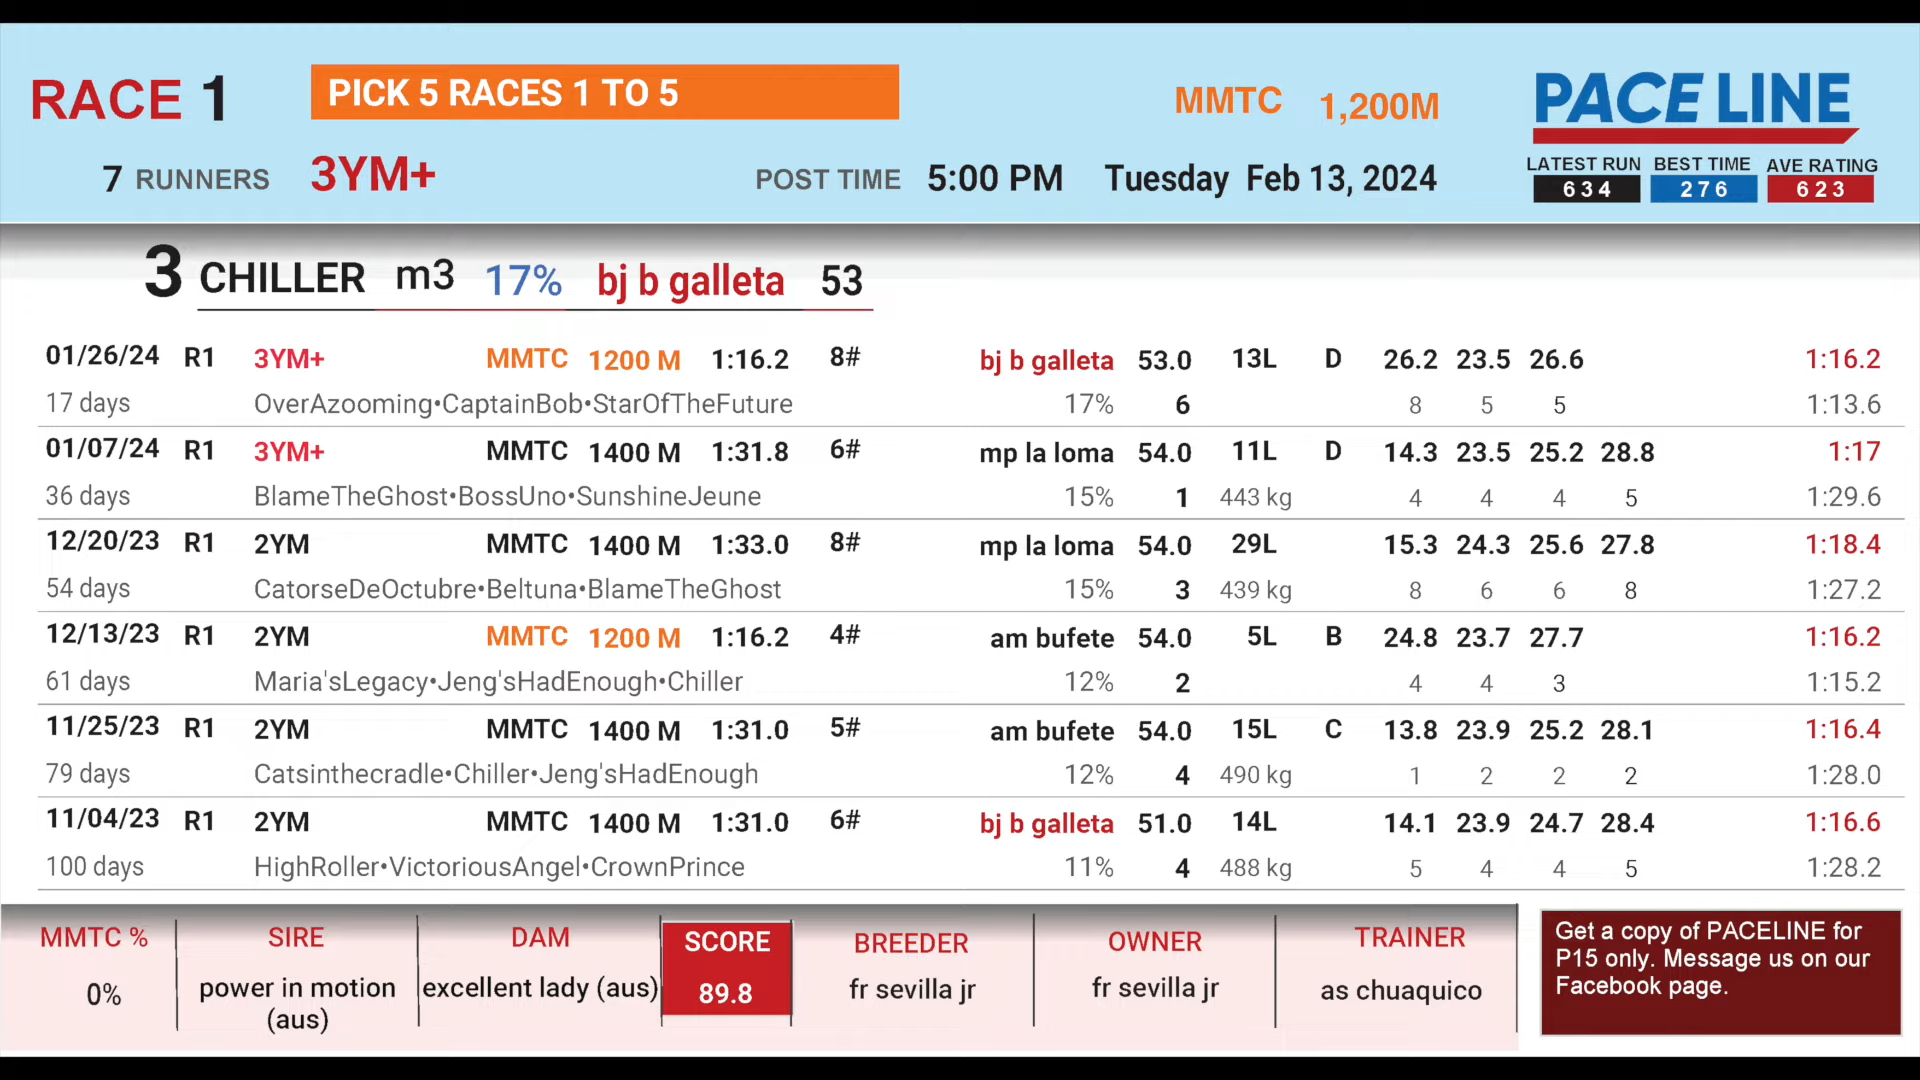 RACE 1
PICK 5 RACES 1 TO 5
MMTC 1,200M
PACE LINE
7 RUNNERS 3YM+
POST TIME 5:00 PM Tuesday Feb 13, 2024
LATEST RUN BEST TIME AVE RATING
634 276 623
3 CHILLER m3 17% bj b galleta 53
01/26/24 R1 3YM+ MMTC 1200 M 1:16.2 8# bj b galleta 53.0 13L D 26.2 23.5 26.6 1:16.2
17 days OverAzooming•CaptainBob•StarOfTheFuture 17% 6 8 5 5 1:13.6
01/07/24 R1 3YM+ MMTC 1400 M 1:31.8 6# mp la loma 54.0 11L D 14.3 23.5 25.2 28.8 1:17
36 days BlameTheGhost•BossUno•SunshineJeune 15% 1 443 kg 4 4 4 5 1:29.6
12/20/23 R1 2YM MMTC 1400 M 1:33.0 8# mp la loma 54.0 29L 15.3 24.3 25.6 27.8 1:18.4
54 days CatorseDeOctubre•Beltuna•BlameTheGhost 15% 3 439 kg 8 6 6 8 1:27.2
12/13/23 R1 2YM MMTC 1200 M 1:16.2 4# am bufete 54.0 5L B 24.8 23.7 27.7 1:16.2
61 days Maria'sLegacy•Jeng'sHadEnough•Chiller 12% 2 4 4 3 1:15.2
11/25/23 R1 2YM MMTC 1400 M 1:31.0 5# am bufete 54.0 15L C 13.8 23.9 25.2 28.1 1:16.4
79 days Catsinthecradle•Chiller•Jeng'sHadEnough 12% 4 490 kg 1 2 2 2 1:28.0
11/04/23 R1 2YM MMTC 1400 M 1:31.0 6# bj b galleta 51.0 14L 14.1 23.9 24.7 28.4 1:16.6
100 days HighRoller•VictoriousAngel•CrownPrince 11% 4 488 kg 5 4 4 5 1:28.2
MMTC % SIRE DAM SCORE BREEDER OWNER TRAINER
0% power in motion (aus) excellent lady (aus) 89.8 fr sevilla jr fr sevilla jr as chuaquico
Get a copy of PACELINE for
P15 only. Message us on our
Facebook page.